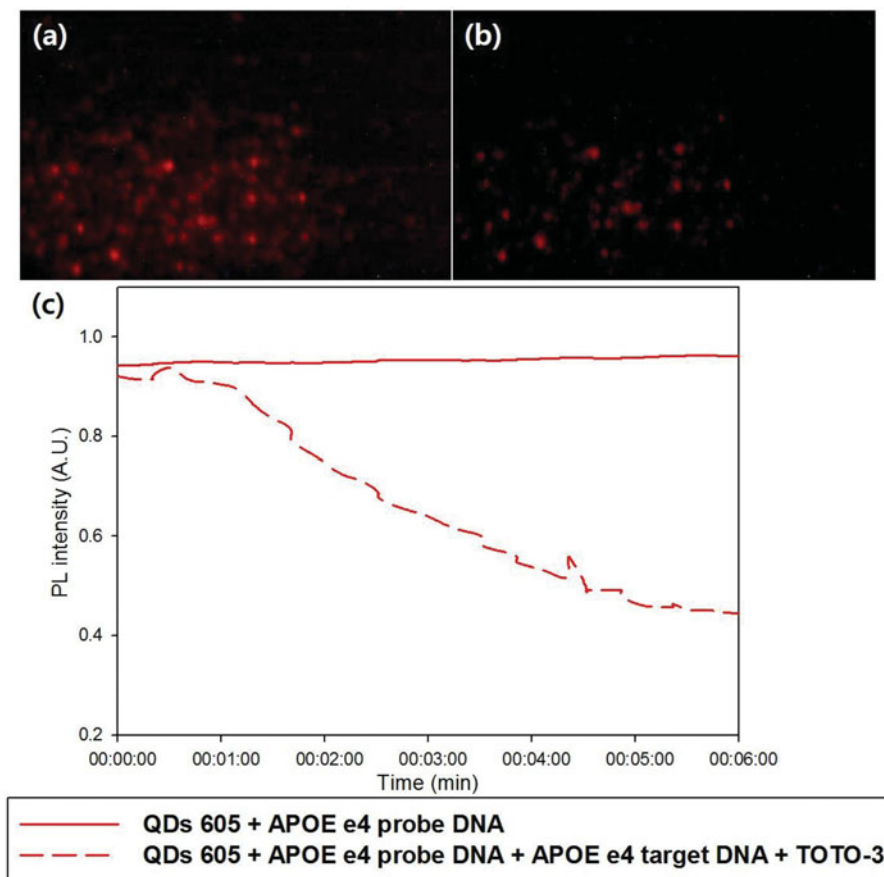 (a)
(b)
(c)
1.0
0.8
0.6
0.4
0.2
PL intensity (A.U.)
00:00:00 00:01:00 00:02:00 00:03:00 00:04:00 00:05:00 00:06:00
Time (min)
QDs 605 + APOE e4 probe DNA
QDs 605 + APOE e4 probe DNA + APOE e4 target DNA + TOTO-3